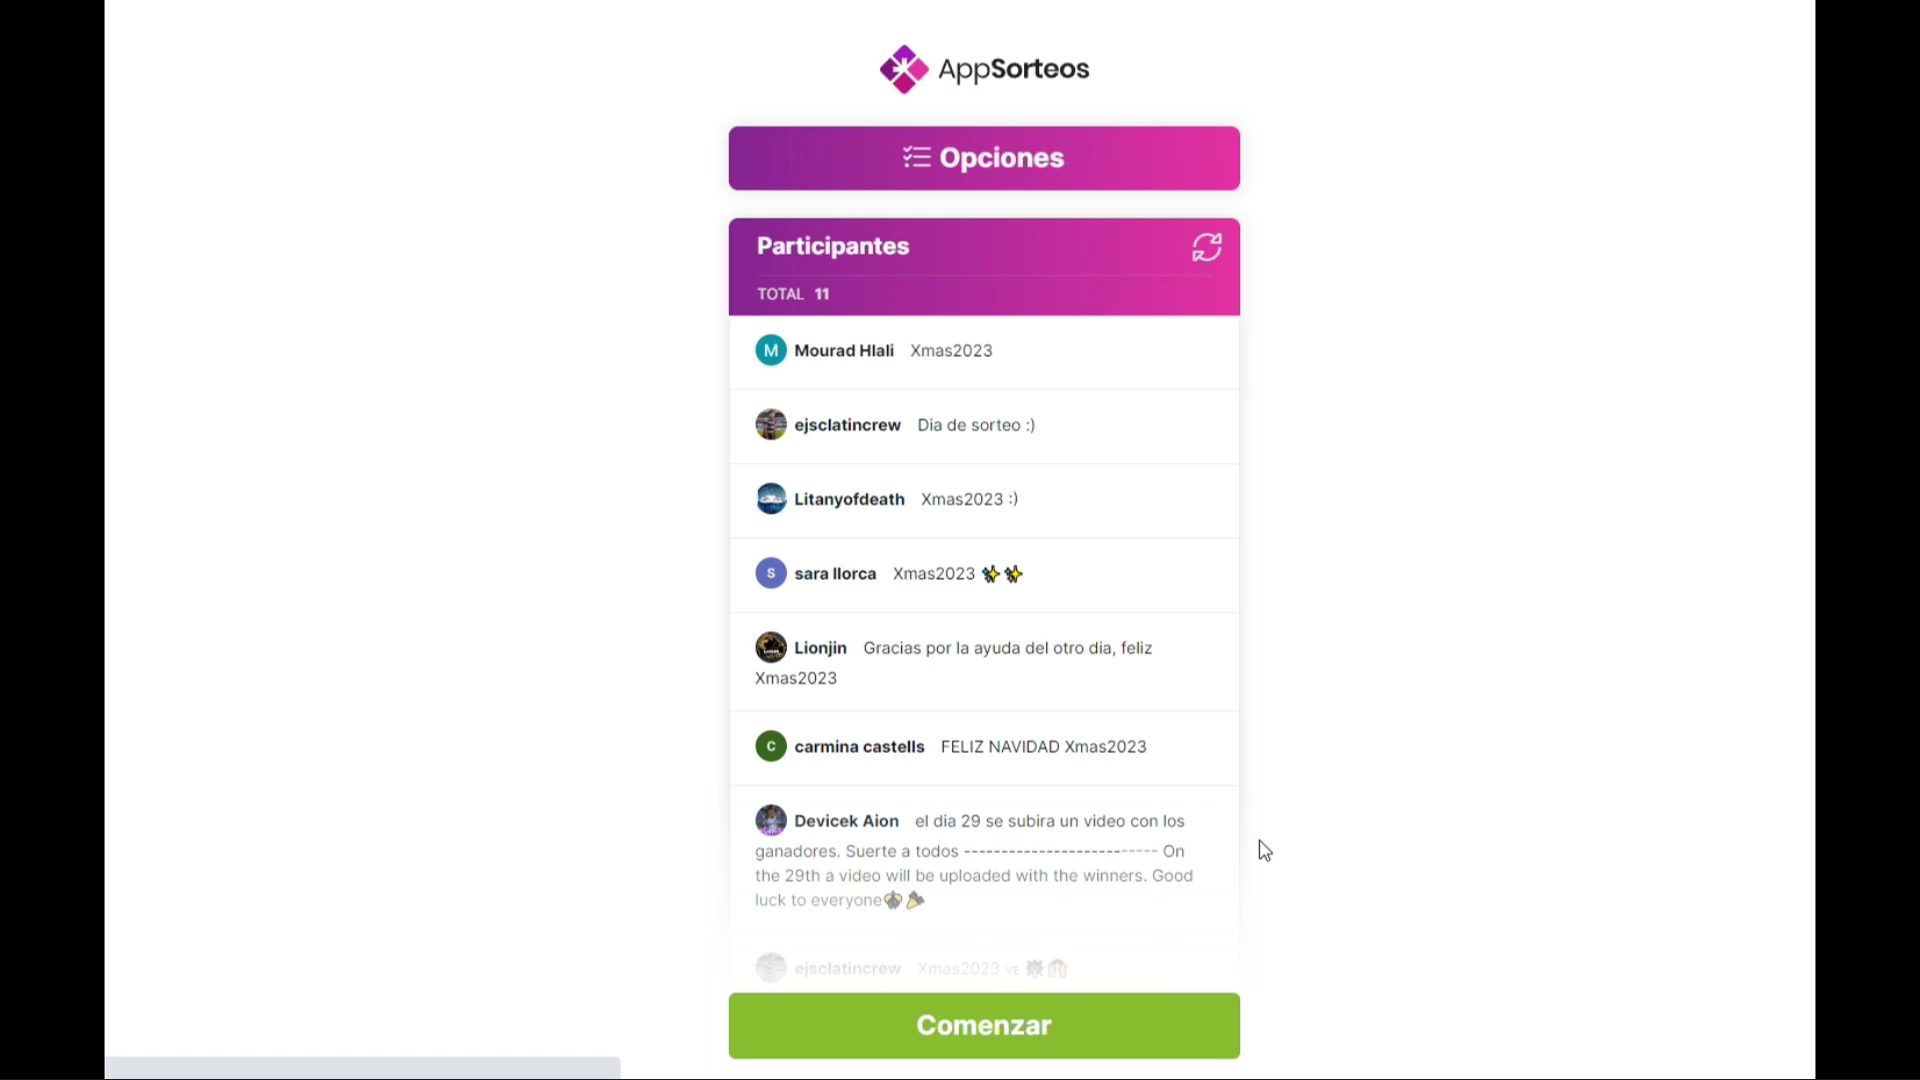 AppSorteos
Opciones
Participantes
TOTAL 11
M Mourad Hlali Xmas2023
ejsclatincrew Dia de sorteo :)
Litanyofdeath Xmas2023 :)
s sara llorca Xmas2023 ✨✨
Lionjin Gracias por la ayuda del otro dia, feliz
Xmas2023
c carmina castells FELIZ NAVIDAD Xmas2023
Devicek Aion el dia 29 se subira un video con los
ganadores. Suerte a todos -------------------------- On
the 29th a video will be uploaded with the winners. Good
luck to everyone
ejsclatincrew Xmas2023
Comenzar